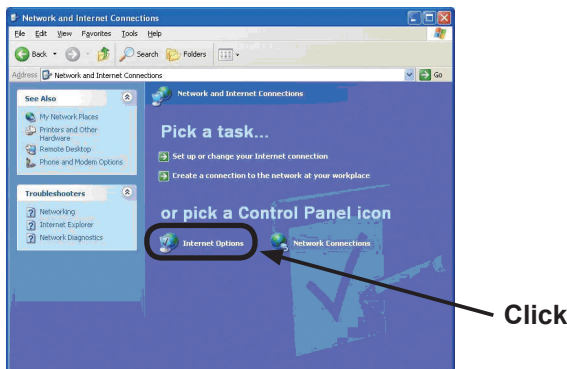 Network and Internet Connections
File Edit View Favorites Tools Help
Back Search Folders
Address Network and Internet Connections Go
See Also
My Network Places
Printers and Other
Hardware
Remote Desktop
Phone and Modem Options
Troubleshooters
Networking
Internet Explorer
Network Diagnostics
Network and Internet Connections
Pick a task...
Set up or change your Internet connection
Create a connection to the network at your workplace
or pick a Control Panel icon
Internet Options Network Connections
Click